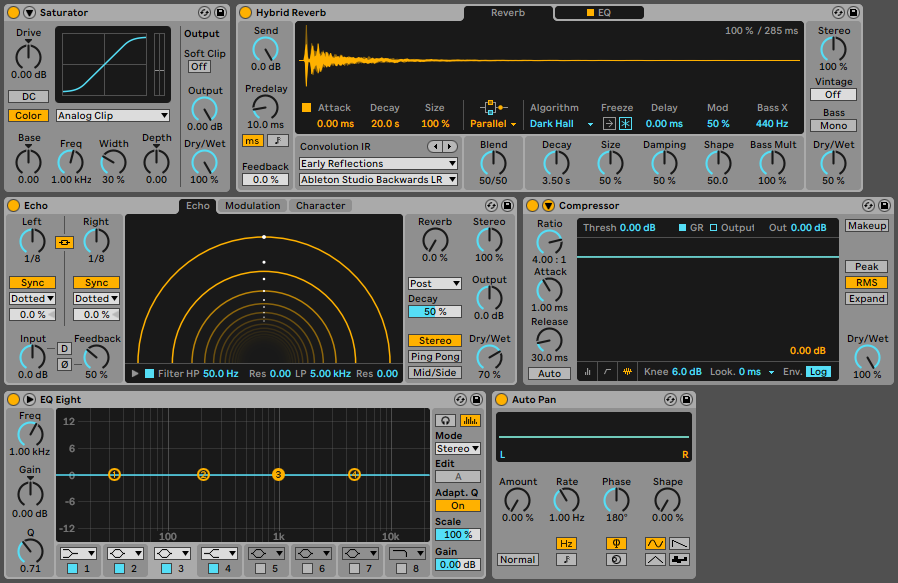 Saturator
Drive
0.00 dB
DC
Color
Analog Clip
Base Freq Width Depth
0.00 1.00 kHz 30 % 0.00
Output
Soft Clip
Off
Output
0.00 dB
Dry/Wet
100 %
Hybrid Reverb
Reverb
EQ
Send
0.0 dB
Predelay
10.0 ms
ms
Feedback
0.0 %
100 % / 285 ms
Attack Decay Size
0.00 ms 20.0 s 100 %
Parallel
Algorithm Freeze Delay Mod Bass X
Dark Hall 0.00 ms 50 % 440 Hz
Convolution IR
Early Reflections
Ableton Studio Backwards LR
Blend
50/50
Decay Size Damping Shape Bass Mult
3.50 s 50 % 50 % 50.0 100 %
Stereo
100 %
Vintage
Off
Bass
Mono
Dry/Wet
50 %
Echo
Echo Modulation Character
Left Right
1/8 1/8
Sync Sync
Dotted Dotted
0.0 % 0.0 %
Input D Feedback
Ø
0.0 dB 50 %
Filter HP 50.0 Hz Res 0.00 LP 5.00 kHz Res 0.00
Reverb Stereo
0.0 % 100 %
Post
Output
Decay
50 %
0.0 dB
Stereo
Ping Pong
Mid/Side
Dry/Wet
70 %
Compressor
Ratio
4.00 : 1
Attack
1.00 ms
Release
30.0 ms
Auto
Thresh 0.00 dB GR Output Out 0.00 dB
0.00 dB
Knee 6.0 dB Look. 0 ms Env. Log
Makeup
Peak
RMS
Expand
Dry/Wet
100 %
EQ Eight
Freq
1.00 kHz
Gain
0.00 dB
Q
0.71
12
6
0
-6
-12
1 2 3 4
100 1k 10k
1 2 3 4 5 6 7 8
Mode
Stereo
Edit
A
Adapt. Q
On
Scale
100 %
Gain
0.00 dB
Auto Pan
L R
Amount Rate Phase Shape
0.00 % 1.00 Hz 180° 0.00 %
Hz
Normal